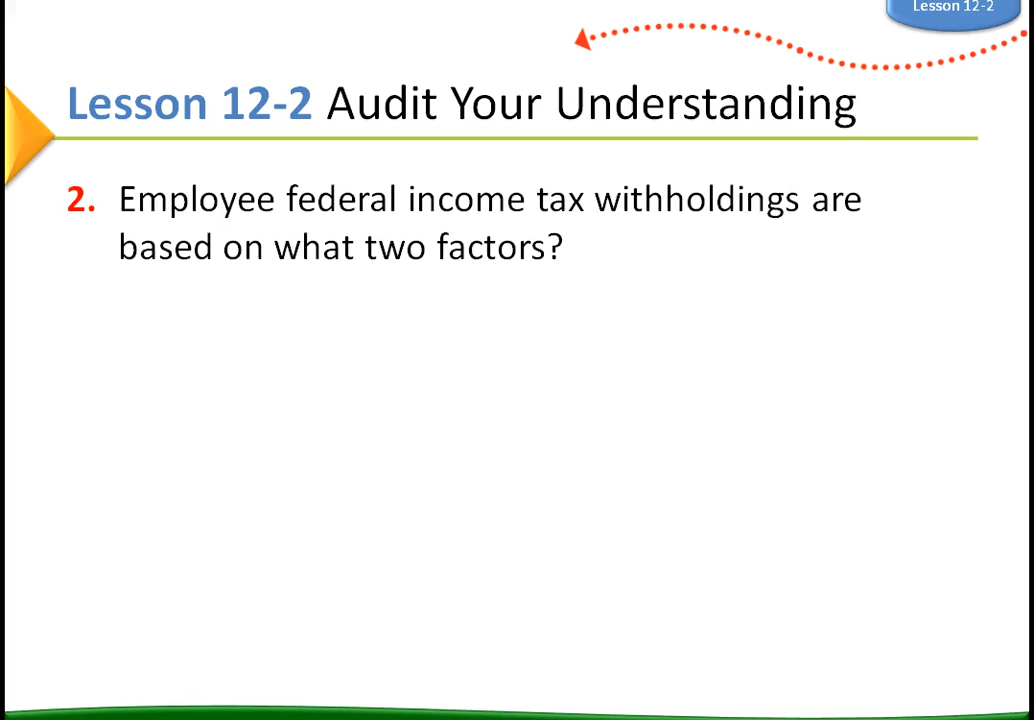 Lesson 12-2
Lesson 12-2 Audit Your Understanding
2. Employee federal income tax withholdings are
based on what two factors?